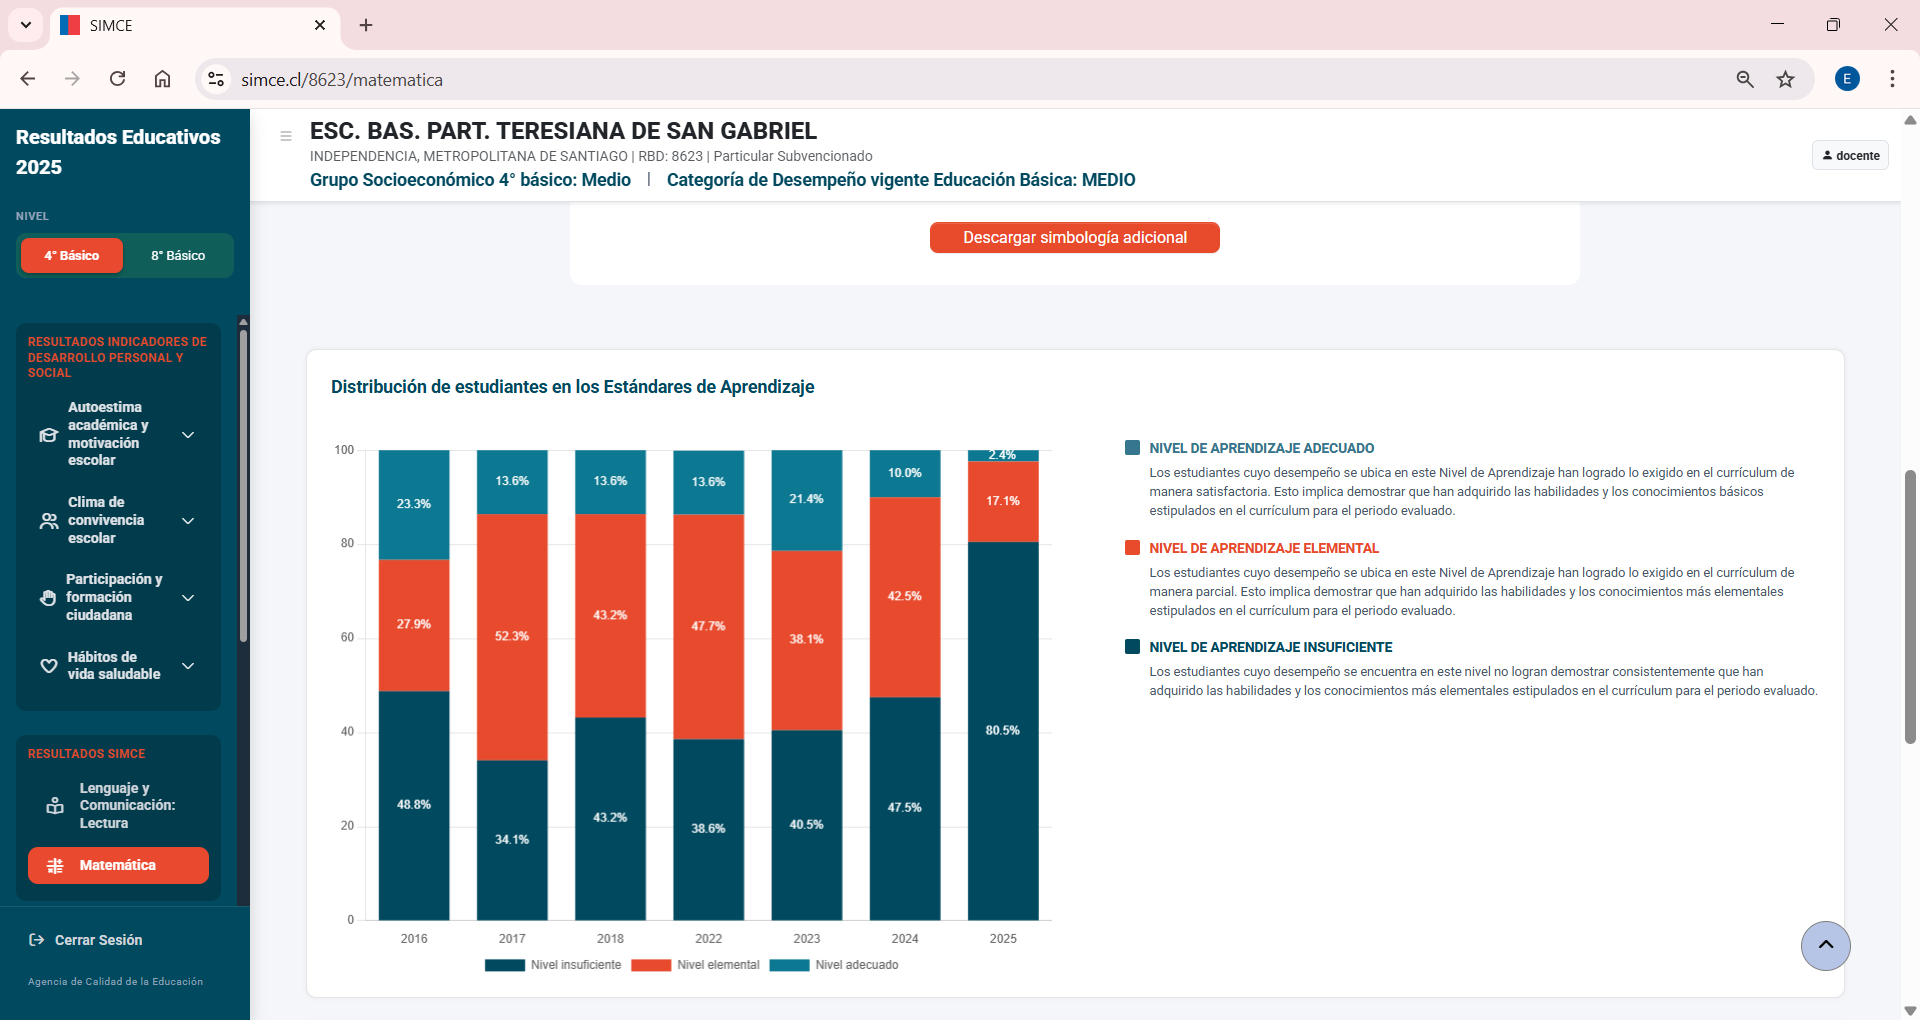 SIMCE
simce.cl/8623/matematica
E
Resultados Educativos
2025
NIVEL
4° Básico
8° Básico
RESULTADOS INDICADORES DE
DESARROLLO PERSONAL Y
SOCIAL
Autoestima
académica y
motivación
escolar
Clima de
convivencia
escolar
Participación y
formación
ciudadana
Hábitos de
vida saludable
RESULTADOS SIMCE
Lenguaje y
Comunicación:
Lectura
Matemática
Cerrar Sesión
Agencia de Calidad de la Educación
ESC. BAS. PART. TERESIANA DE SAN GABRIEL
INDEPENDENCIA, METROPOLITANA DE SANTIAGO | RBD: 8623 | Particular Subvencionado
Grupo Socioeconómico 4° básico: Medio | Categoría de Desempeño vigente Educación Básica: MEDIO
docente
Descargar simbología adicional
Distribución de estudiantes en los Estándares de Aprendizaje
100
80
60
40
20
0
23.3%
27.9%
48.8%
13.6%
52.3%
34.1%
13.6%
43.2%
43.2%
13.6%
47.7%
38.6%
21.4%
38.1%
40.5%
10.0%
42.5%
47.5%
2.4%
17.1%
80.5%
2016
2017
2018
2022
2023
2024
2025
Nivel insuficiente
Nivel elemental
Nivel adecuado
NIVEL DE APRENDIZAJE ADECUADO
Los estudiantes cuyo desempeño se ubica en este Nivel de Aprendizaje han logrado lo exigido en el currículum de
manera satisfactoria. Esto implica demostrar que han adquirido las habilidades y los conocimientos básicos
estipulados en el currículum para el periodo evaluado.
NIVEL DE APRENDIZAJE ELEMENTAL
Los estudiantes cuyo desempeño se ubica en este Nivel de Aprendizaje han logrado lo exigido en el currículum de
manera parcial. Esto implica demostrar que han adquirido las habilidades y los conocimientos más elementales
estipulados en el currículum para el periodo evaluado.
NIVEL DE APRENDIZAJE INSUFICIENTE
Los estudiantes cuyo desempeño se encuentra en este nivel no logran demostrar consistentemente que han
adquirido las habilidades y los conocimientos más elementales estipulados en el currículum para el periodo evaluado.